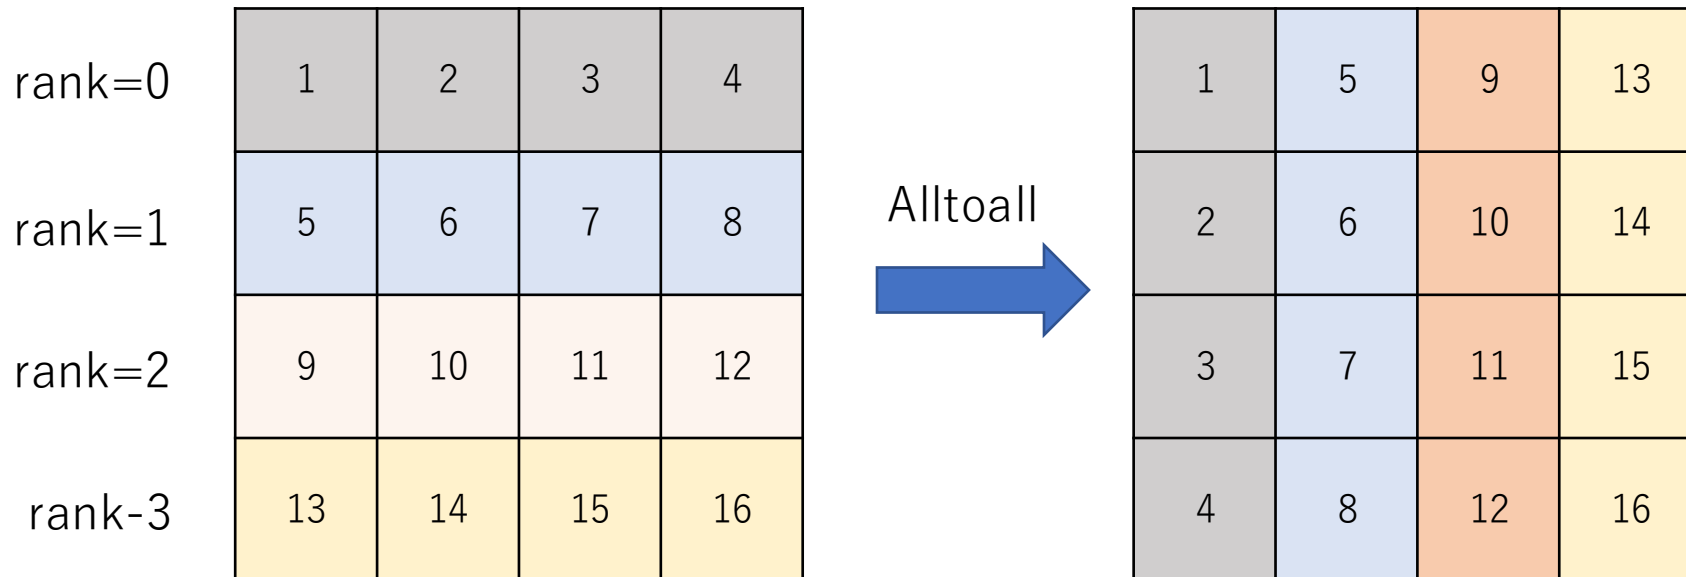 rank=0 1 2 3 4 1 5 9 13
Alltoall
rank=1 5 6 7 8 2 6 10 14
rank=2 9 10 11 12 3 7 11 15
rank-3 13 14 15 16 4 8 12 16